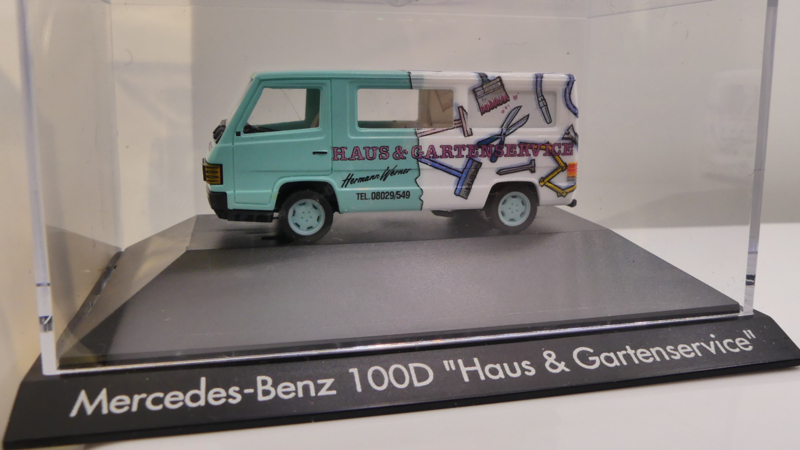 HAUS & GARTENSERVICE
Hermann Werner
TEL. 08029/549
Mercedes-Benz 100D "Haus & Gartenservice"